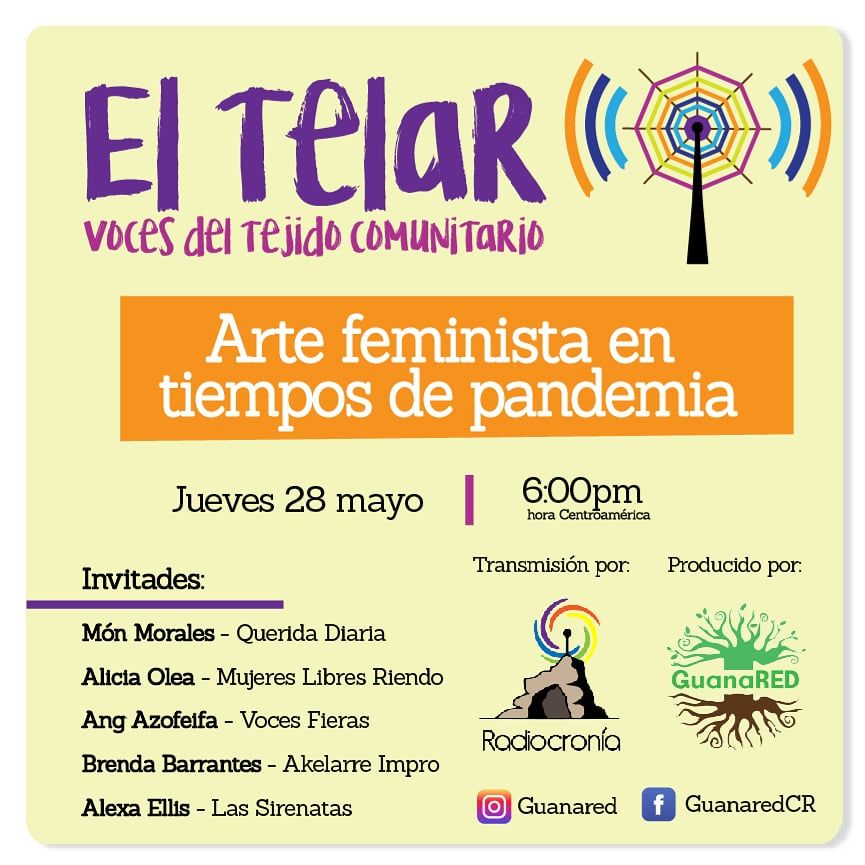 El Telar
voces del tejido comunitario
Arte feminista en
tiempos de pandemia
Jueves 28 mayo
6:00pm
hora Centroamérica
Invitades:
Món Morales - Querida Diaria
Alicia Olea - Mujeres Libres Riendo
Ang Azofeifa - Voces Fieras
Brenda Barrantes - Akelarre Impro
Alexa Ellis - Las Sirenatas
Transmisión por:
Radiocronía
Producido por:
GuanaRED
Guanared
GuanaredCR